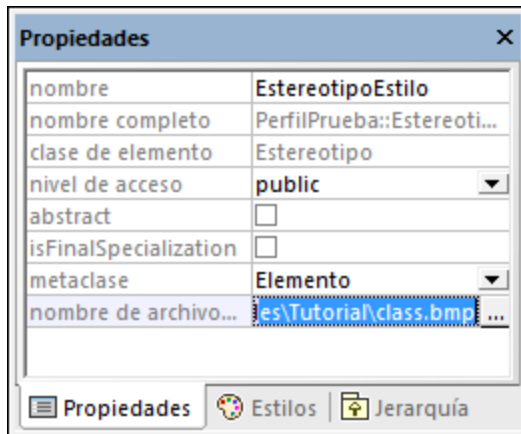 Propiedades
nombre EstereotipoEstilo
nombre completo PerfilPrueba::Estereoti...
clase de elemento Estereotipo
nivel de acceso public
abstract
isFinalSpecialization
metaclase Elemento
nombre de archivo... es\Tutorial\class.bmp ...
Propiedades Estilos Jerarquía